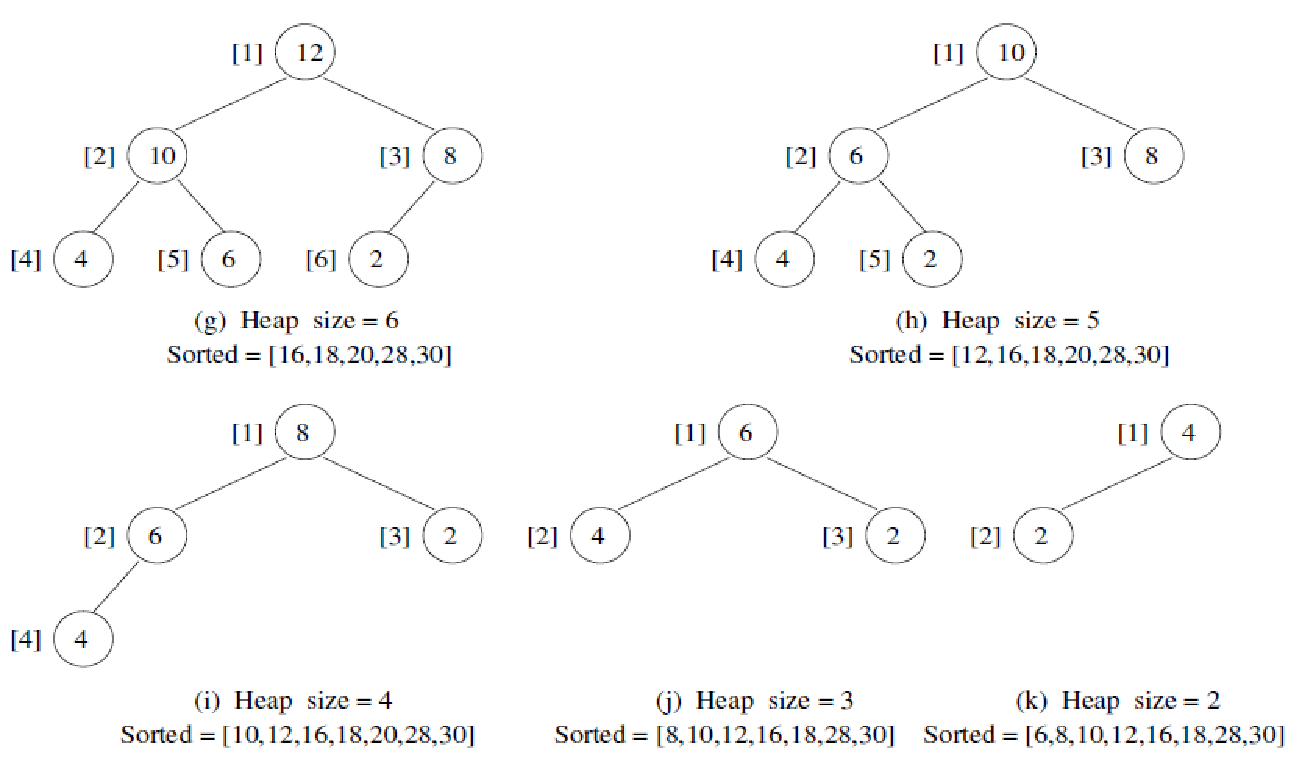 [1] 12
[1] 10
[2] 10
[3] 8
[2] 6
[3] 8
[4] 4
[5] 6
[6] 2
[4] 4
[5] 2
(g) Heap size = 6
Sorted = [16,18,20,28,30]
(h) Heap size = 5
Sorted = [12,16,18,20,28,30]
[1] 8
[1] 6
[1] 4
[2] 6
[3] 2
[2] 4
[3] 2
[2] 2
[4] 4
(i) Heap size = 4
Sorted = [10,12,16,18,20,28,30]
(j) Heap size = 3
Sorted = [8,10,12,16,18,28,30]
(k) Heap size = 2
Sorted = [6,8,10,12,16,18,28,30]